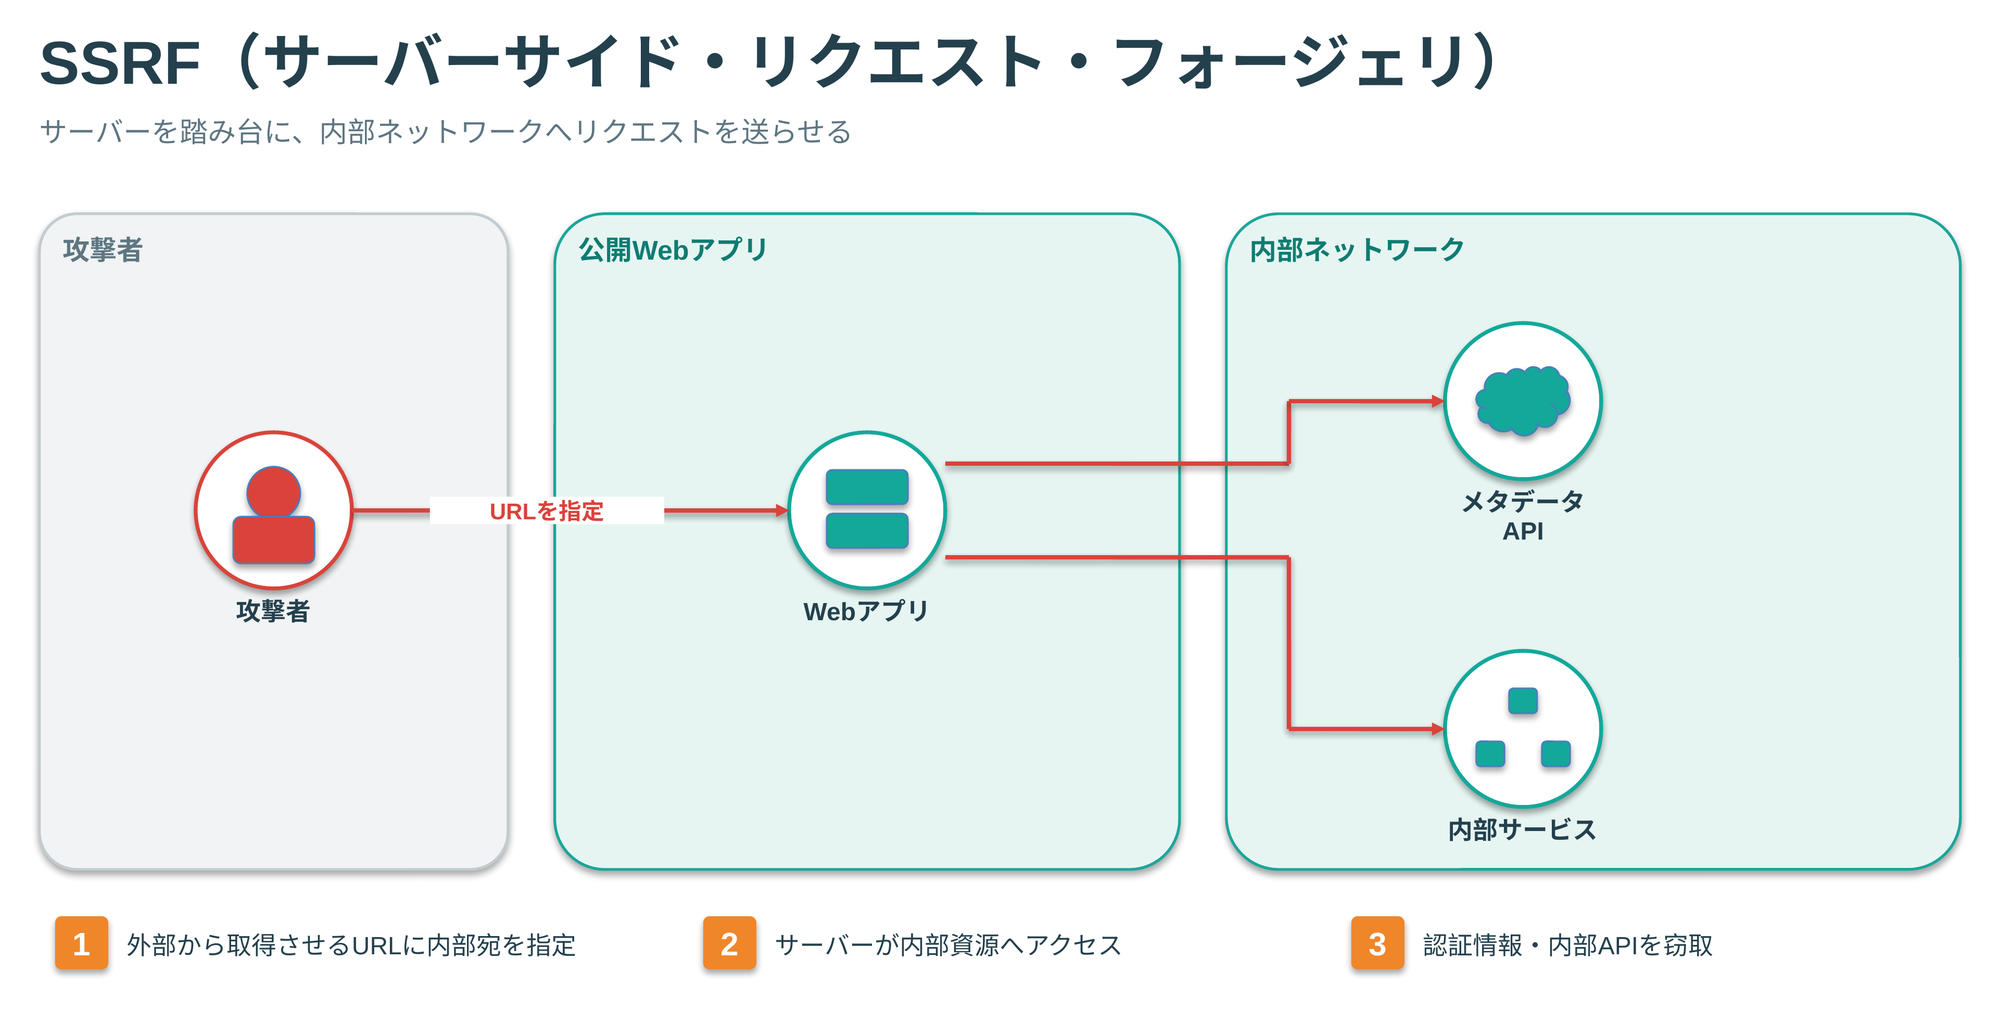 SSRF（サーバーサイド・リクエスト・フォージェリ）
サーバーを踏み台に、内部ネットワークへリクエストを送らせる
攻撃者
公開Webアプリ
内部ネットワーク
URLを指定
メタデータ
API
攻撃者
Webアプリ
内部サービス
1 外部から取得させるURLに内部宛を指定
2 サーバーが内部資源へアクセス
3 認証情報・内部APIを窃取